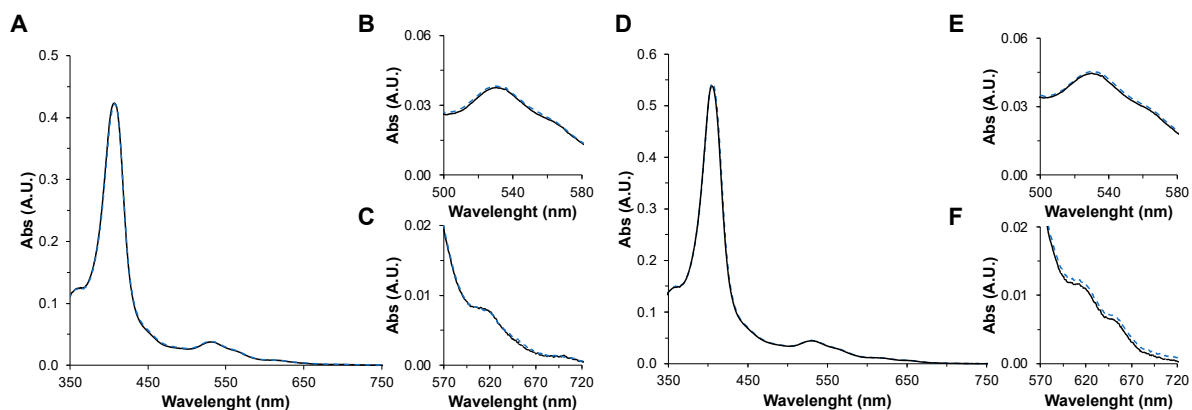 A
Abs (A.U.)
0.5
0.4
0.3
0.2
0.1
0.0
350 450 550 650 750
Wavelenght (nm)
B
Abs (A.U.)
0.06
0.03
0.00
500 540 580
Wavelenght (nm)
C
Abs (A.U.)
0.02
0.01
0.00
570 620 670 720
Wavelenght (nm)
D
Abs (A.U.)
0.6
0.5
0.4
0.3
0.2
0.1
0.0
350 450 550 650 750
Wavelenght (nm)
E
Abs (A.U.)
0.06
0.03
0.00
500 540 580
Wavelenght (nm)
F
Abs (A.U.)
0.02
0.01
0.00
570 620 670 720
Wavelenght (nm)